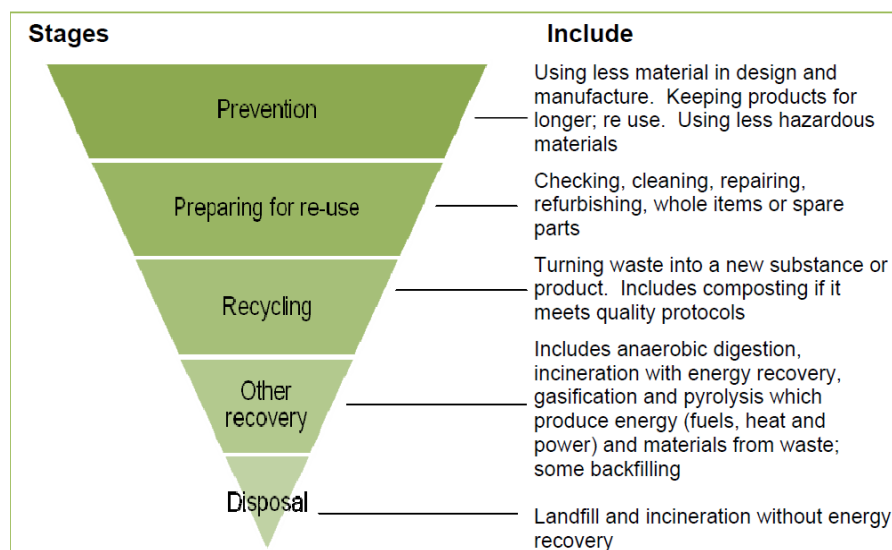 Stages
Include
Prevention
Using less material in design and
manufacture.  Keeping products for
longer; re use.  Using less hazardous
materials
Preparing for re-use
Checking, cleaning, repairing,
refurbishing, whole items or spare
parts
Recycling
Turning waste into a new substance or
product.  Includes composting if it
meets quality protocols
Other
recovery
Includes anaerobic digestion,
incineration with energy recovery,
gasification and pyrolysis which
produce energy (fuels, heat and
power) and materials from waste;
some backfilling
Disposal
Landfill and incineration without energy
recovery